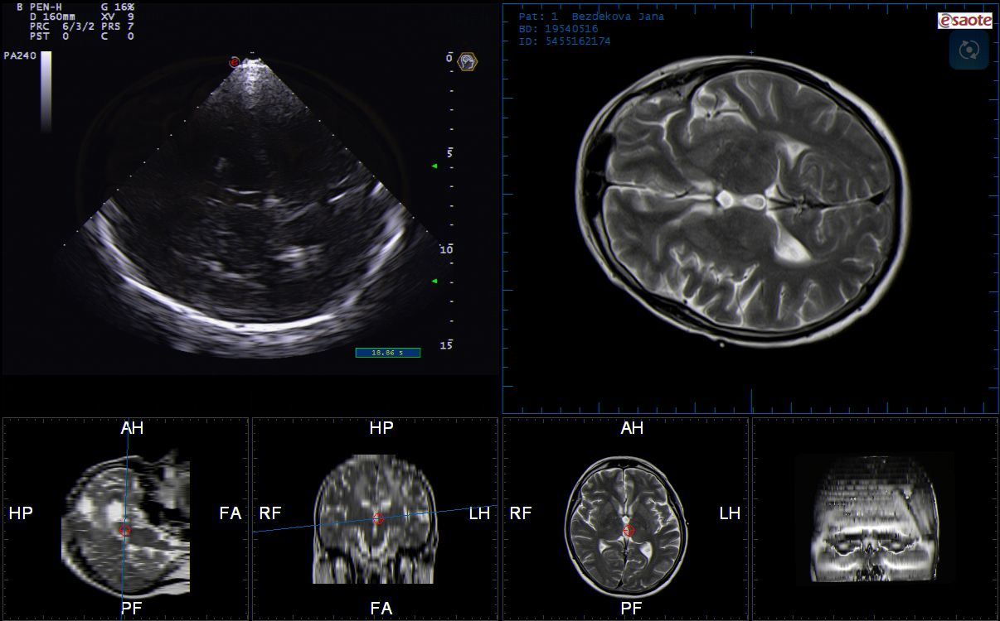 B PEN-H G 16%
D 160mm XV 9
PRC 6/3/2 PRS 7
PST 0 C 0
PA240
0
5
10
15
18.86 s
Pat: 1 Bezdekova Jana
BD: 19540516
ID: 5455162174
esaote
AH
HP
FA
PF
HP
RF
LH
FA
AH
RF
LH
PF